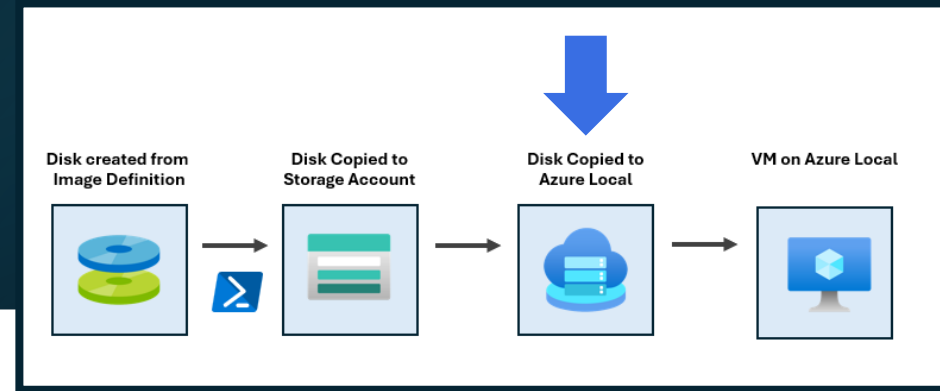 Disk created from
Image Definition
Disk Copied to
Storage Account
Disk Copied to
Azure Local
VM on Azure Local